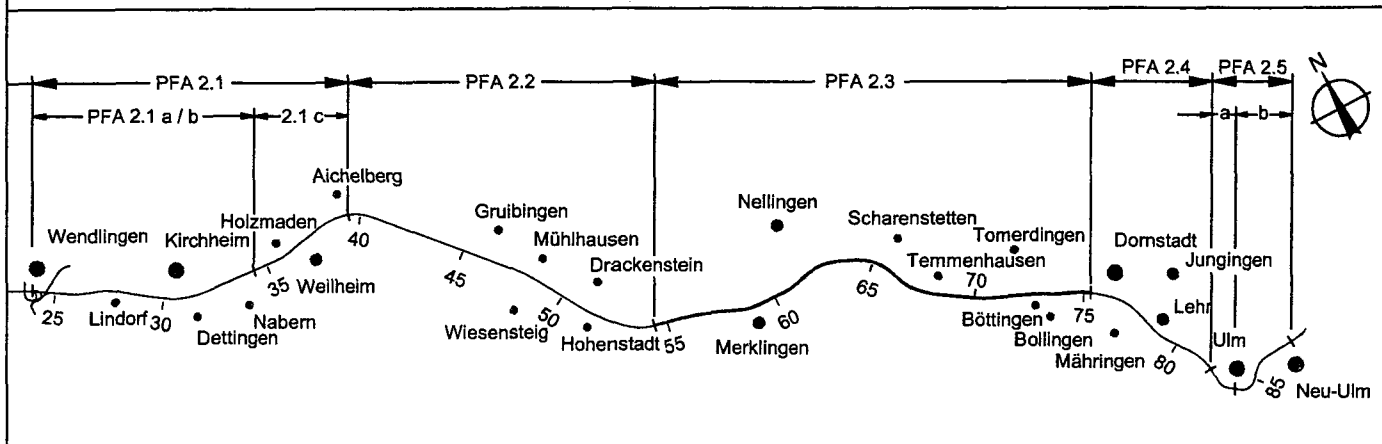 PFA 2.1
PFA 2.2
PFA 2.3
PFA 2.4
PFA 2.5
N
PFA 2.1 a / b
2.1 c
a
b
Aichelberg
Wendlingen
Kirchheim
Holzmaden
40
Gruibingen
Mühlhausen
Drackenstein
Nellingen
Scharenstetten
Tomerdingen
Temmenhausen
Dornstadt
Jungingen
25
Lindorf
30
Dettingen
Nabern
35
Weilheim
45
Wiesensteig
50
Hohenstadt
55
Merklingen
60
65
70
Böttingen
Bollingen
75
Mähringen
Lehr
80
Ulm
85
Neu-Ulm